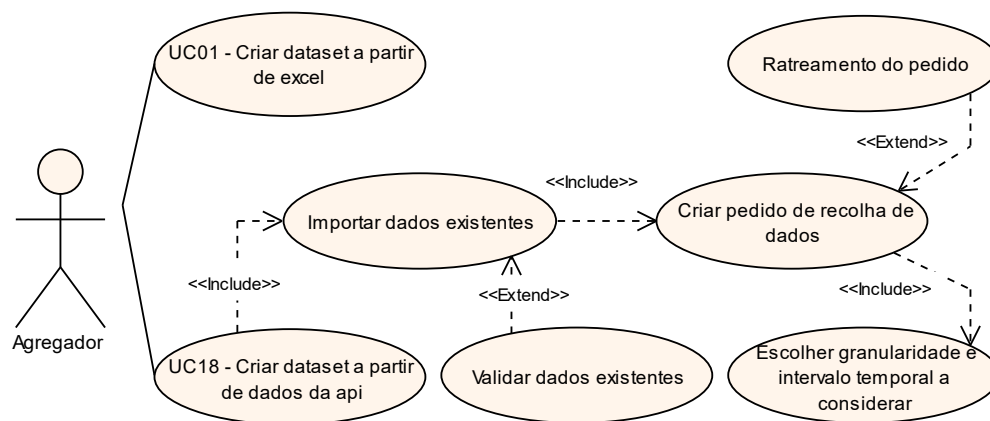 UC01 - Criar dataset a partir
de excel
Ratreamento do pedido
<<Extend>>
<<Include>>
Importar dados existentes
Criar pedido de recolha de
dados
<<Include>>
<<Extend>>
<<Include>>
Agregador
UC18 - Criar dataset a partir
de dados da api
Validar dados existentes
Escolher granularidade e
intervalo temporal a
considerar